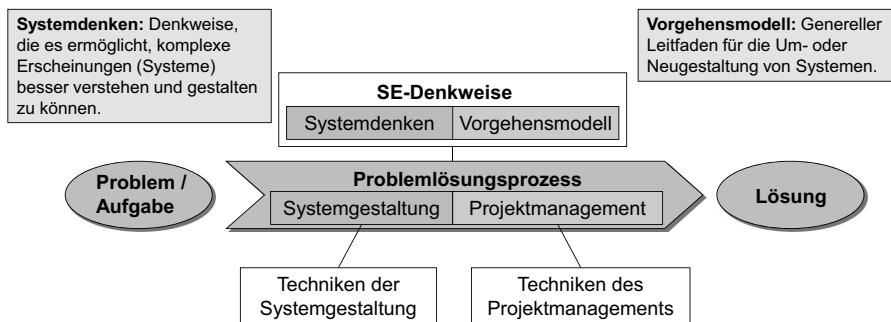 Systemdenken: Denkweise,
die es ermöglicht, komplexe
Erscheinungen (Systeme)
besser verstehen und gestalten
zu können.
Vorgehensmodell: Genereller
Leitfaden für die Um- oder
Neugestaltung von Systemen.
SE-Denkweise
Systemdenken
Vorgehensmodell
Problem /
Aufgabe
Problemlösungsprozess
Systemgestaltung
Projektmanagement
Lösung
Techniken der
Systemgestaltung
Techniken des
Projektmanagements